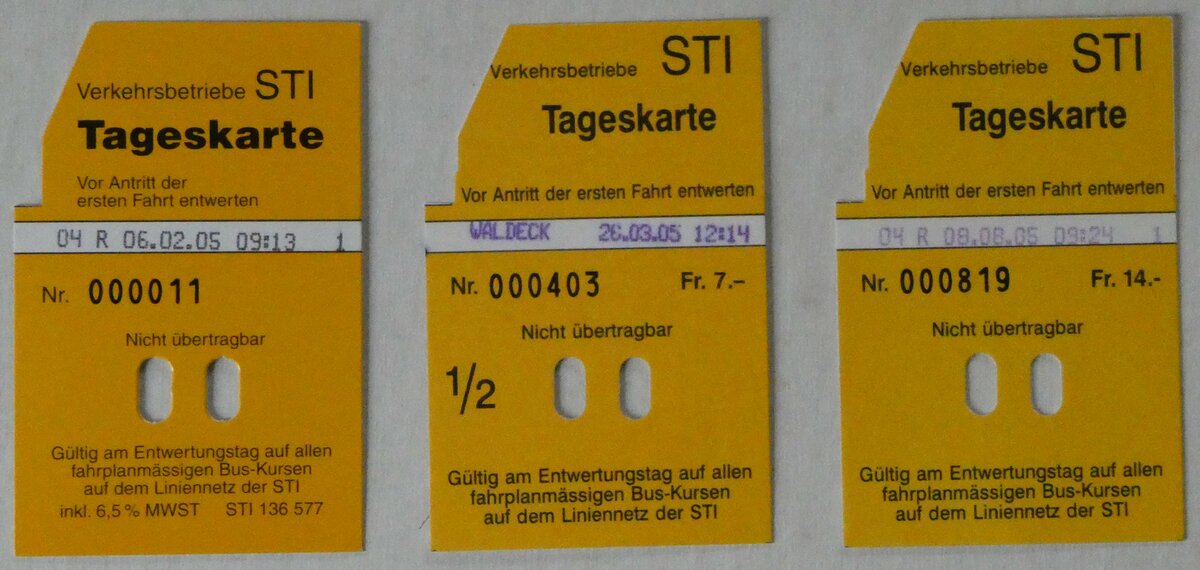 Verkehrsbetriebe STI
Tageskarte
Vor Antritt der
ersten Fahrt entwerten
04 R 06.02.05 09:13 1
Nr. 000011
Nicht übertragbar
Gültig am Entwertungstag auf allen
fahrplanmässigen Bus-Kursen
auf dem Liniennetz der STI
inkl. 6,5% MWST STI 136 577
Verkehrsbetriebe STI
Tageskarte
Vor Antritt der ersten Fahrt entwerten
WALDECK 26.03.05 12:14
Nr. 000403 Fr. 7.–
Nicht übertragbar
1/2
Gültig am Entwertungstag auf allen
fahrplanmässigen Bus-Kursen
auf dem Liniennetz der STI
Verkehrsbetriebe STI
Tageskarte
Vor Antritt der ersten Fahrt entwerten
04 R 08.08.05 09:24 1
Nr. 000819 Fr. 14.-
Nicht übertragbar
Gültig am Entwertungstag auf allen
fahrplanmässigen Bus-Kursen
auf dem Liniennetz der STI